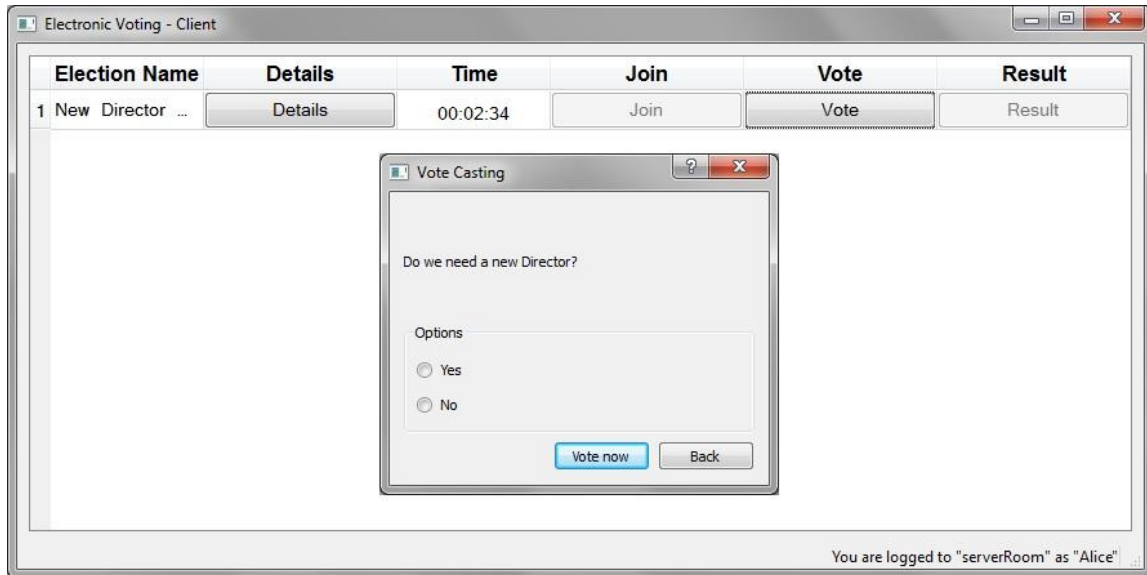 Electronic Voting - Client
Election Name Details Time Join Vote Result
1 New Director ... Details 00:02:34 Join Vote Result
Vote Casting
Do we need a new Director?
Options
Yes
No
Vote now Back
You are logged to "serverRoom" as "Alice"